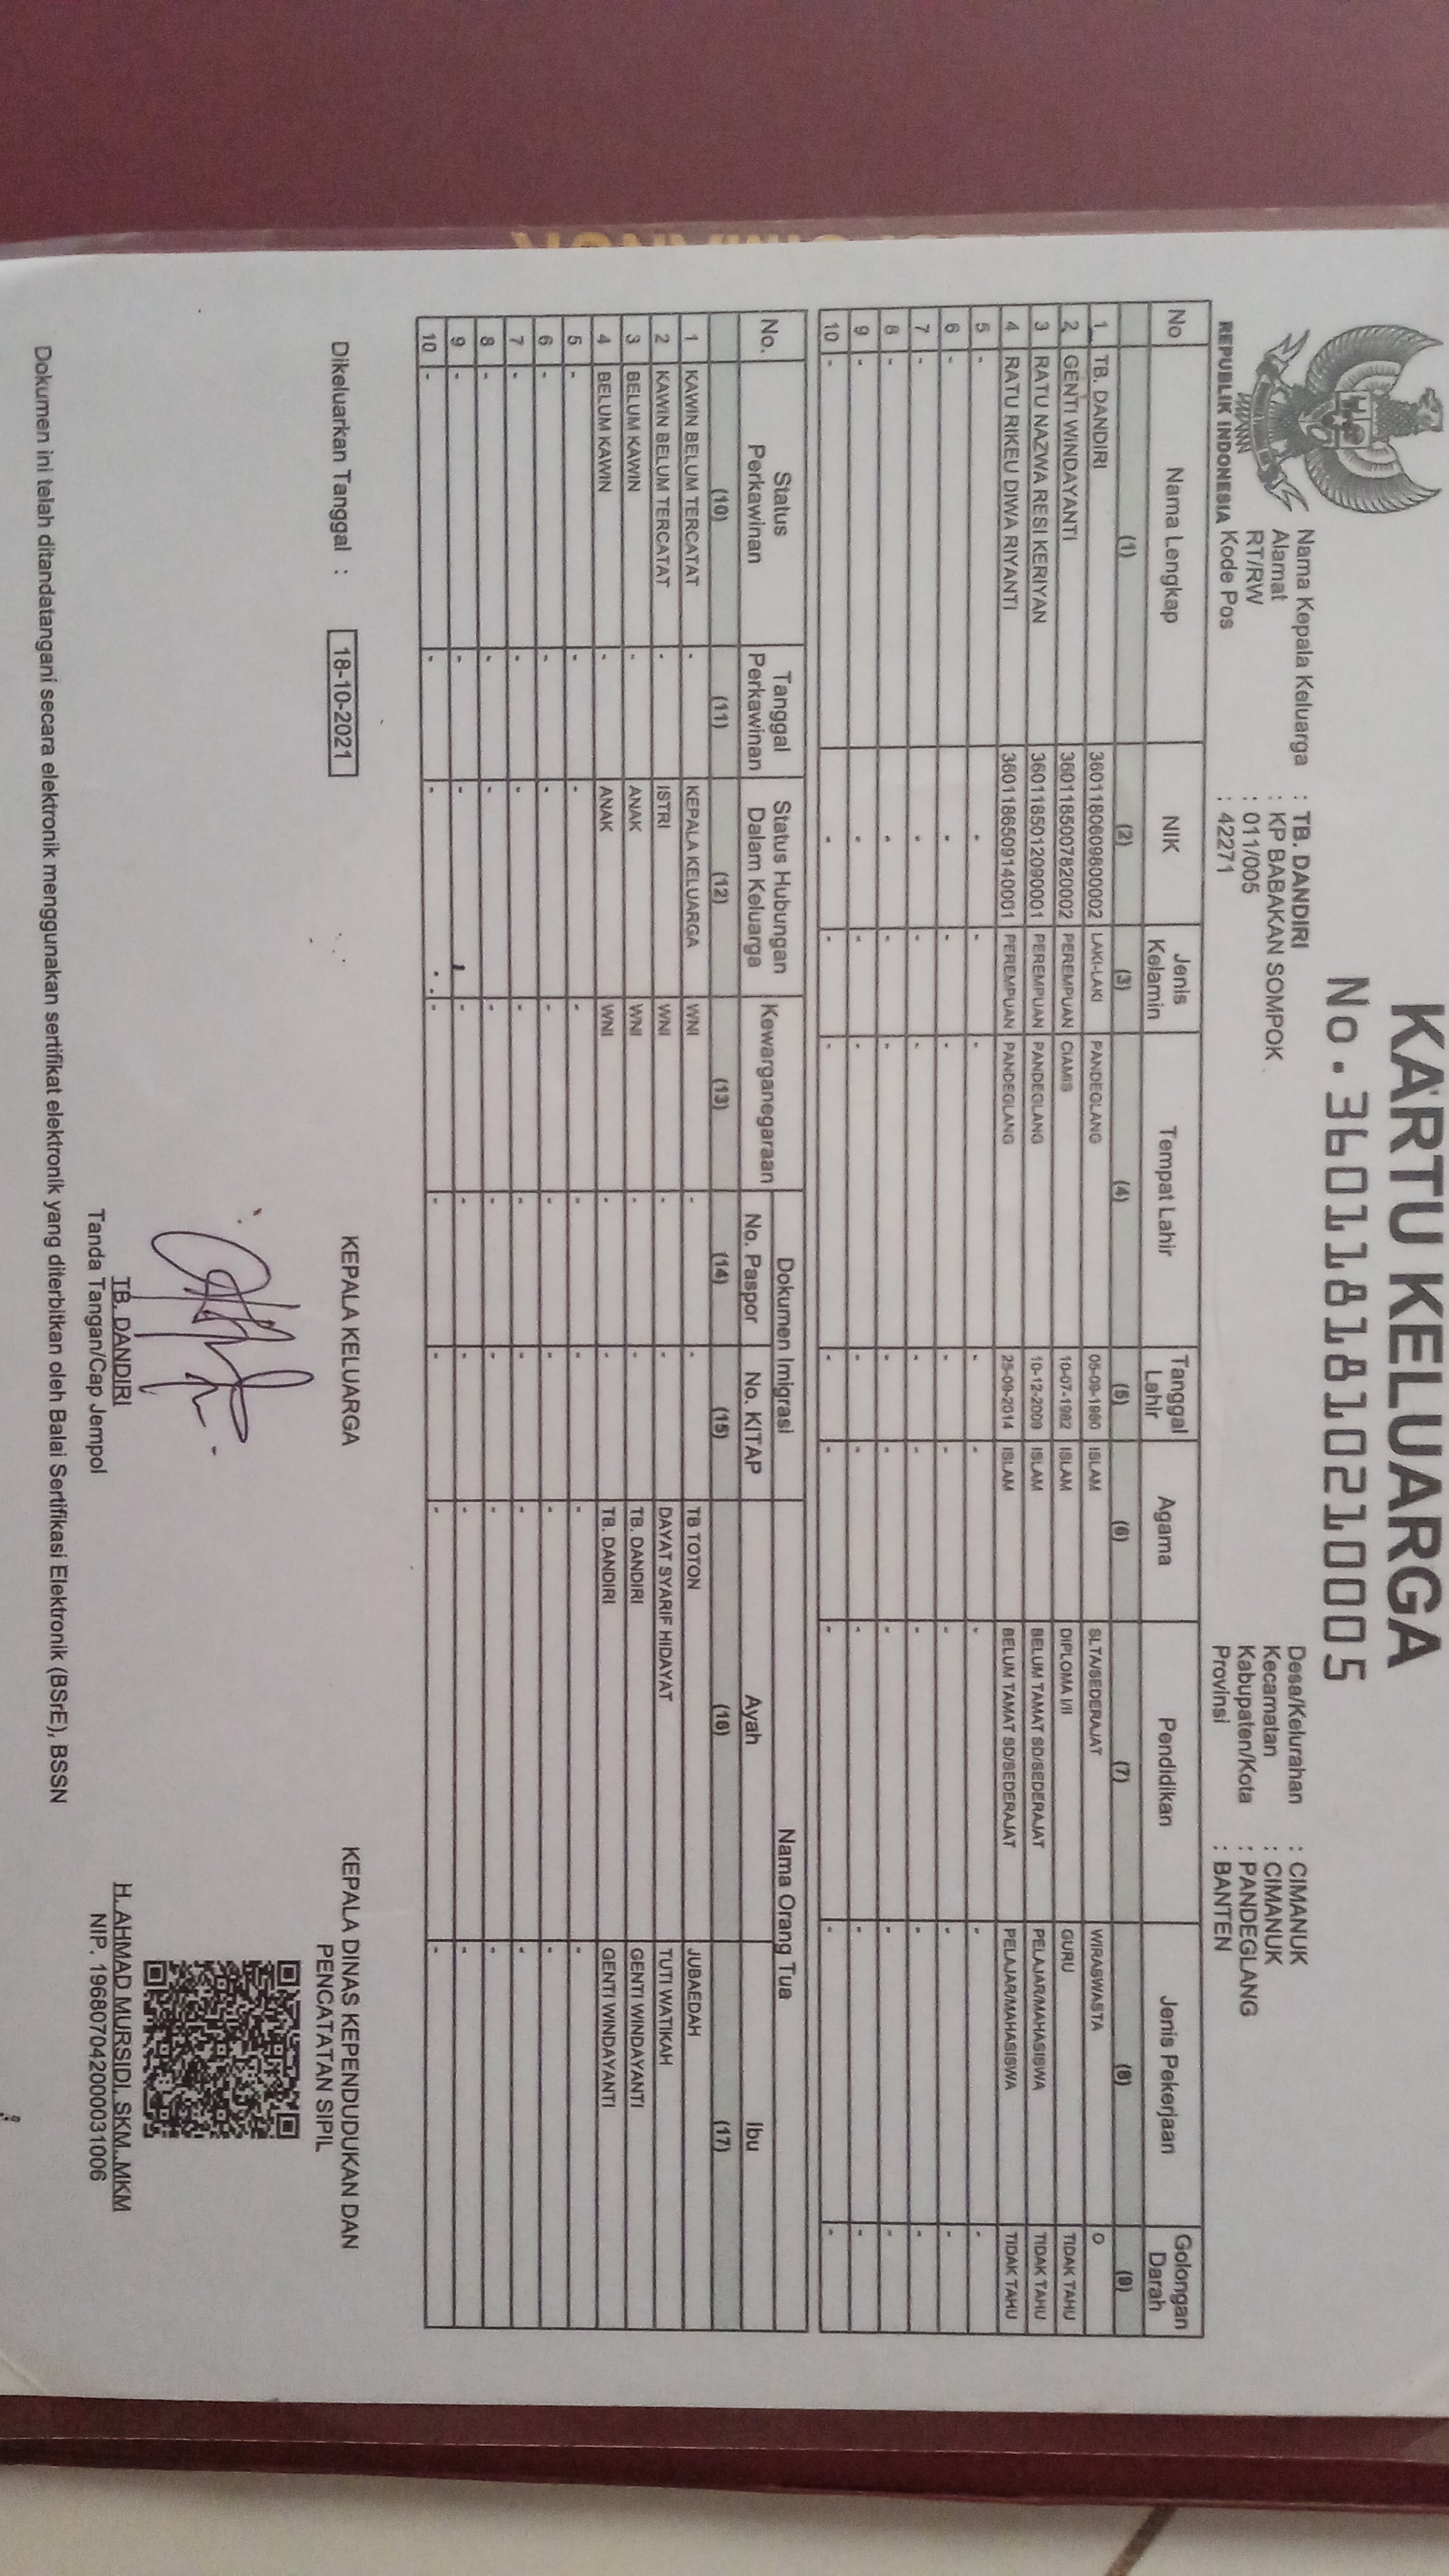 KARTU KELUARGA
No. 3601181810210005
REPUBLIK INDONESIA
Nama Kepala Keluarga : TB. DANDIRI
Alamat : KP BABAKAN SOMPOK
RT/RW : 011/005
Kode Pos : 42271
Desa/Kelurahan : CIMANUK
Kecamatan : CIMANUK
Kabupaten/Kota : PANDEGLANG
Provinsi : BANTEN
No Nama Lengkap NIK Jenis Kelamin Tempat Lahir Tanggal Lahir Agama Pendidikan Jenis Pekerjaan Golongan Darah
(1) (2) (3) (4) (5) (6) (7) (8) (9)
1 TB. DANDIRI 3601180609800002 LAKI-LAKI PANDEGLANG 06-09-1980 ISLAM SLTA/SEDERAJAT WIRASWASTA O
2 GENTI WINDAYANTI 3601185007820002 PEREMPUAN CIAMIS 10-07-1982 ISLAM DIPLOMA I/II GURU TIDAK TAHU
3 RATU NAZWA RESI KERIYAN 3601185012090001 PEREMPUAN PANDEGLANG 10-12-2009 ISLAM BELUM TAMAT SD/SEDERAJAT PELAJAR/MAHASISWA TIDAK TAHU
4 RATU RIKEU DIWA RIYANTI 3601186509140001 PEREMPUAN PANDEGLANG 25-09-2014 ISLAM BELUM TAMAT SD/SEDERAJAT PELAJAR/MAHASISWA TIDAK TAHU
5 - - - - - - - - -
6 - - - - - - - - -
7 - - - - - - - - -
8 - - - - - - - - -
9 - - - - - - - - -
10 - - - - - - - - -
No. Status Perkawinan Tanggal Perkawinan Status Hubungan Dalam Keluarga Kewarganegaraan Dokumen Imigrasi Nama Orang Tua
No. Paspor No. KITAP Ayah Ibu
(10) (11) (12) (13) (14) (15) (16) (17)
1 KAWIN BELUM TERCATAT - KEPALA KELUARGA WNI - - TB TOTON JUBAEDAH
2 KAWIN BELUM TERCATAT - ISTRI WNI - - DAYAT SYARIF HIDAYAT TUTI WATIKAH
3 BELUM KAWIN - ANAK WNI - - TB. DANDIRI GENTI WINDAYANTI
4 BELUM KAWIN - ANAK WNI - - TB. DANDIRI GENTI WINDAYANTI
5 - - - - - - - -
6 - - - - - - - -
7 - - - - - - - -
8 - - - - - - - -
9 - - - - - - - -
10 - - - - - - - -
Dikeluarkan Tanggal : 18-10-2021
KEPALA KELUARGA
TB. DANDIRI
Tanda Tangan/Cap Jempol
KEPALA DINAS KEPENDUDUKAN DAN
PENCATATAN SIPIL
H. AHMAD MURSIDI, SKM.,MKM
NIP. 196807042000031006
Dokumen ini telah ditandatangani secara elektronik menggunakan sertifikat elektronik yang diterbitkan oleh Balai Sertifikasi Elektronik (BSrE), BSSN